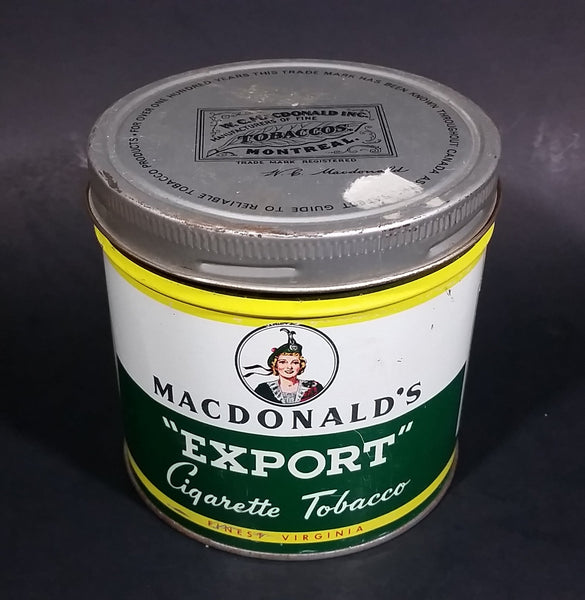 FOR OVER ONE HUNDRED YEARS THIS TRADE MARK HAS BEEN KNOWN THROUGHOUT CANADA AS
GUIDE TO RELIABLE TOBACCO PRODUCTS
W.C. MACDONALD INC.
MANUFACTURERS OF FINE
TOBACCOS.
MONTREAL.
TRADE MARK REGISTERED
W C Macdonald
MACDONALD'S
"EXPORT"
Cigarette Tobacco
FINEST VIRGINIA